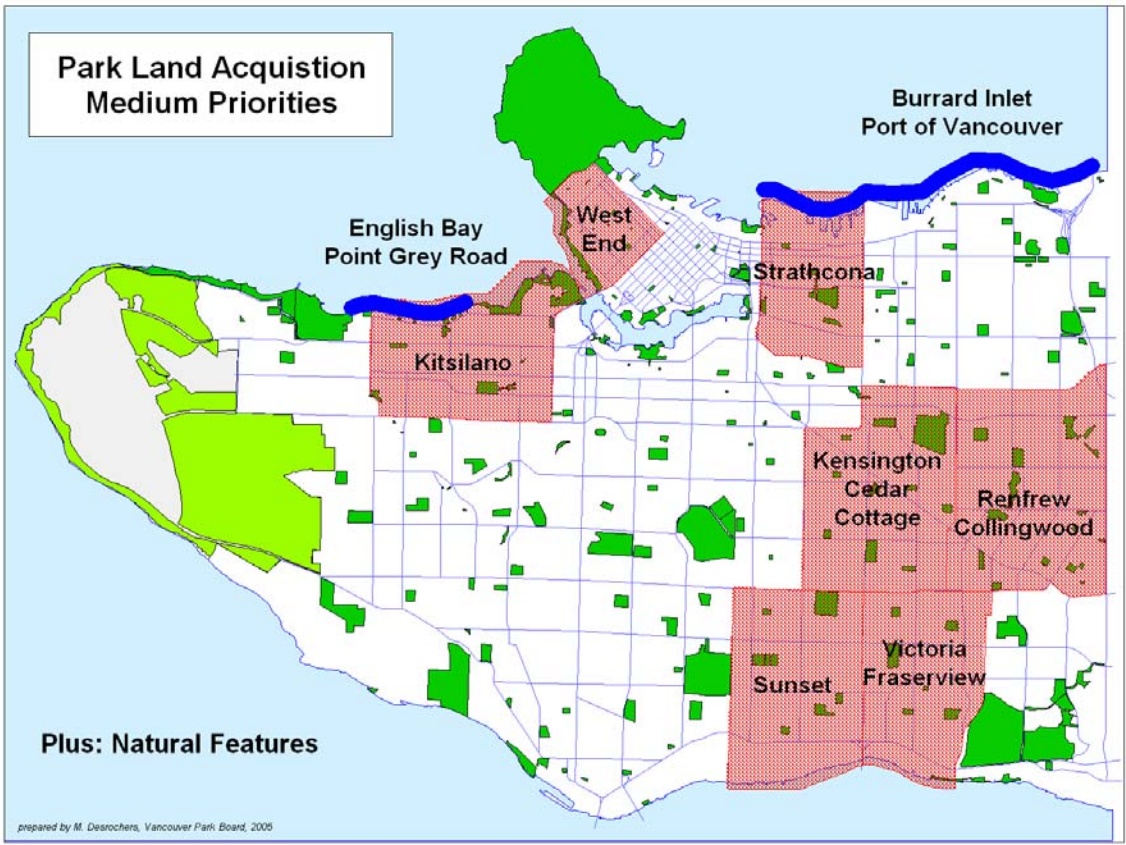 Park Land Acquistion
Medium Priorities
Burrard Inlet
Port of Vancouver
West
End
English Bay
Point Grey Road
Strathcona
Kitsilano
Kensington
Cedar
Cottage
Renfrew
Collingwood
Victoria
Fraserview
Sunset
Plus: Natural Features
prepared by M. Desrochers, Vancouver Park Board, 2005